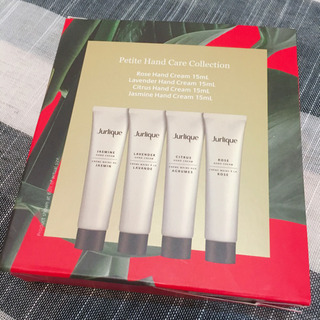 Petite Hand Care Collection
Rose Hand Cream 15mL
Lavender Hand Cream 15mL
Citrus Hand Cream 15mL
Jasmine Hand Cream 15mL
Jurlique
JASMINE
HAND CREAM
JASMIN
Jurlique
LAVENDER
HAND CREAM
LAVANDE
Jurlique
CITRUS
HAND CREAM
AGRUMES
Jurlique
ROSE
HAND CREAM
ROSE